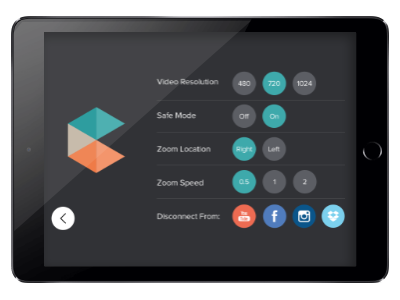 Video Resolution 480 720 1024
Safe Mode Off On
Zoom Location Right Left
Zoom Speed 0.5 1 2
Disconnect From: You Tube f